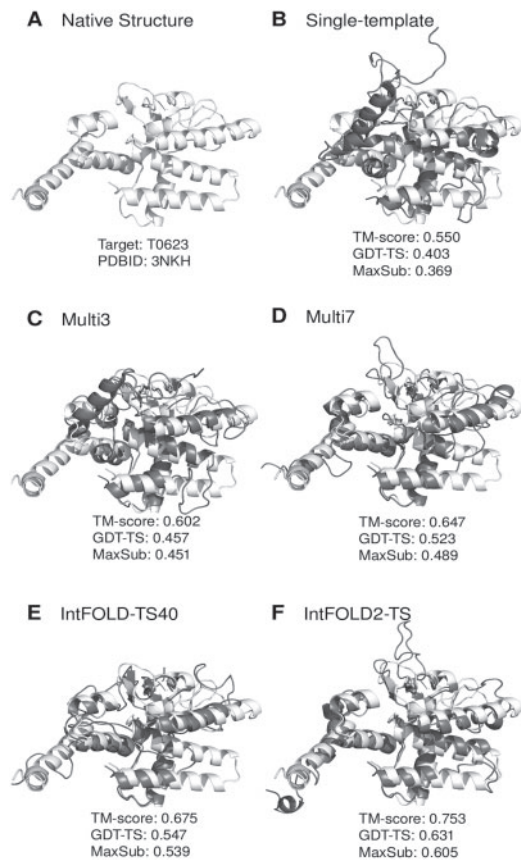 A Native Structure
B Single-template
Target: T0623
PDBID: 3NKH
TM-score: 0.550
GDT-TS: 0.403
MaxSub: 0.369
C Multi3
D Multi7
TM-score: 0.602
GDT-TS: 0.457
MaxSub: 0.451
TM-score: 0.647
GDT-TS: 0.523
MaxSub: 0.489
E IntFOLD-TS40
F IntFOLD2-TS
TM-score: 0.675
GDT-TS: 0.547
MaxSub: 0.539
TM-score: 0.753
GDT-TS: 0.631
MaxSub: 0.605